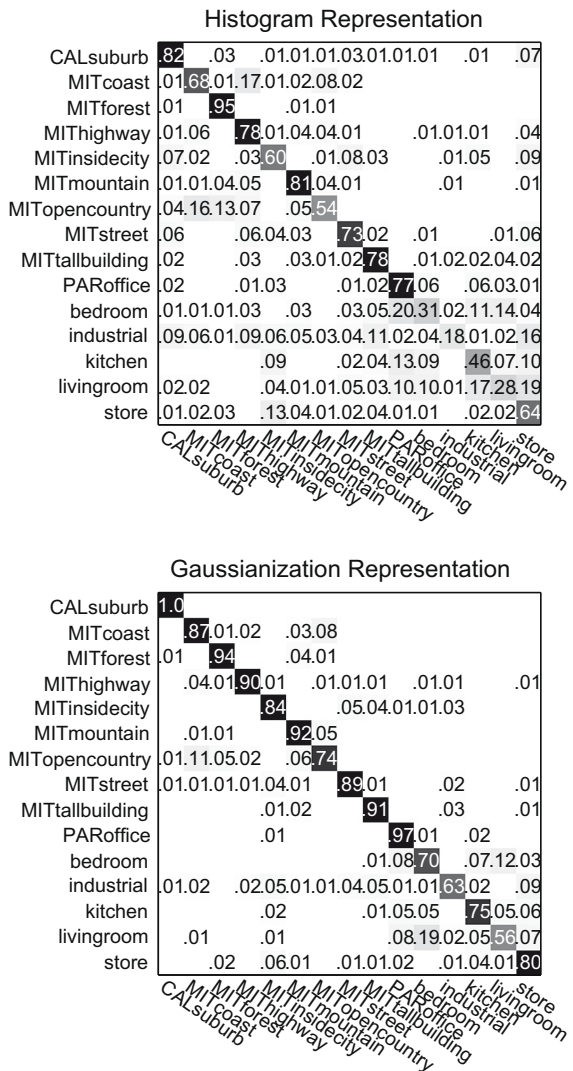 Histogram Representation
CALsuburb .82 .03 .01 .01 .01 .03 .01 .01 .01 .01 .07
MITcoast .01 .68 .01 .17 .01 .02 .08 .02
MITforest .01 .95 .01 .01
MIThighway .01 .06 .78 .01 .04 .04 .01 .01 .01 .01 .04
MITinsidecity .07 .02 .03 .60 .01 .08 .03 .01 .05 .09
MITmountain .01 .01 .04 .05 .81 .04 .01 .01 .01
MITopencountry .04 .16 .13 .07 .05 .54
MITstreet .06 .06 .04 .03 .73 .02 .01 .01 .06
MITtallbuilding .02 .03 .03 .01 .02 .78 .01 .02 .02 .04 .02
PARoffice .02 .01 .03 .01 .02 .77 .06 .06 .03 .01
bedroom .01 .01 .01 .03 .03 .03 .05 .20 .31 .02 .11 .14 .04
industrial .09 .06 .01 .09 .06 .05 .03 .04 .11 .02 .04 .18 .01 .02 .16
kitchen .09 .02 .04 .13 .09 .46 .07 .10
livingroom .02 .02 .04 .01 .01 .05 .03 .10 .10 .01 .17 .28 .19
store .01 .02 .03 .13 .04 .01 .02 .04 .01 .01 .02 .02 .64
CALsuburb MITcoast MITforest MIThighway MITinsidecity MITmountain MITopencountry MITstreet MITtallbuilding PARoffice bedroom industrial kitchen livingroom store
Gaussianization Representation
CALsuburb 1.0
MITcoast .87 .01 .02 .03 .08
MITforest .01 .94 .04 .01
MIThighway .04 .01 .90 .01 .01 .01 .01 .01 .01 .01
MITinsidecity .84 .05 .04 .01 .01 .03
MITmountain .01 .01 .92 .05
MITopencountry .01 .11 .05 .02 .06 .74
MITstreet .01 .01 .01 .01 .04 .01 .89 .01 .02 .01
MITtallbuilding .01 .02 .91 .03 .01
PARoffice .01 .97 .01 .02
bedroom .01 .08 .70 .07 .12 .03
industrial .01 .02 .02 .05 .01 .01 .04 .05 .01 .01 .63 .02 .09
kitchen .02 .01 .05 .05 .75 .05 .06
livingroom .01 .01 .08 .19 .02 .05 .56 .07
store .02 .06 .01 .01 .01 .02 .01 .04 .01 .80
CALsuburb MITcoast MITforest MIThighway MITinsidecity MITmountain MITopencountry MITstreet MITtallbuilding PARoffice bedroom industrial kitchen livingroom store